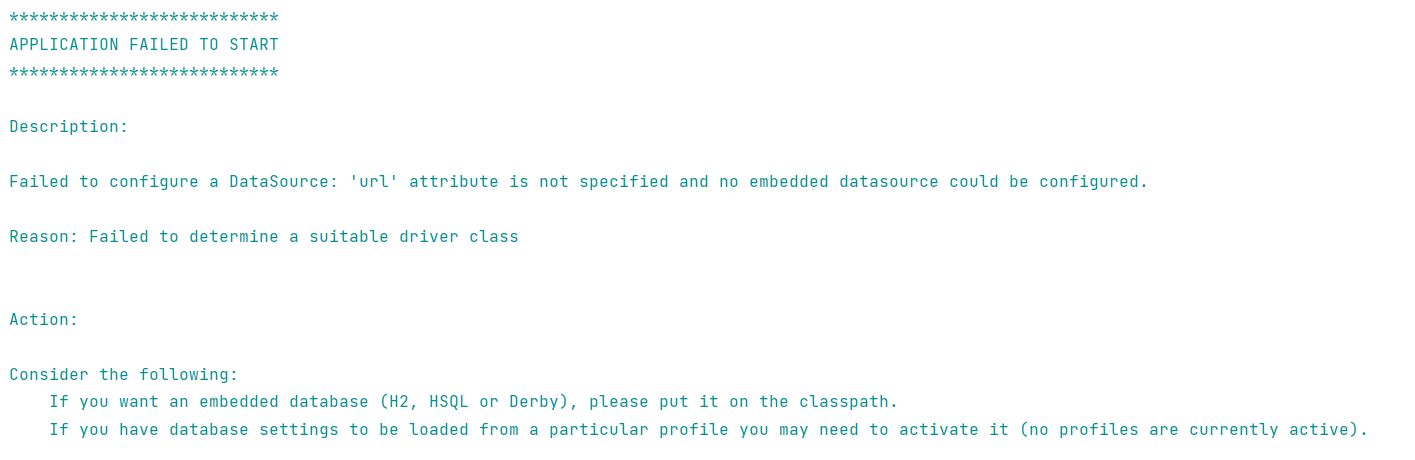 ***************************
APPLICATION FAILED TO START
***************************
Description:
Failed to configure a DataSource: 'url' attribute is not specified and no embedded datasource could be configured.
Reason: Failed to determine a suitable driver class
Action:
Consider the following:
If you want an embedded database (H2, HSQL or Derby), please put it on the classpath.
If you have database settings to be loaded from a particular profile you may need to activate it (no profiles are currently active).